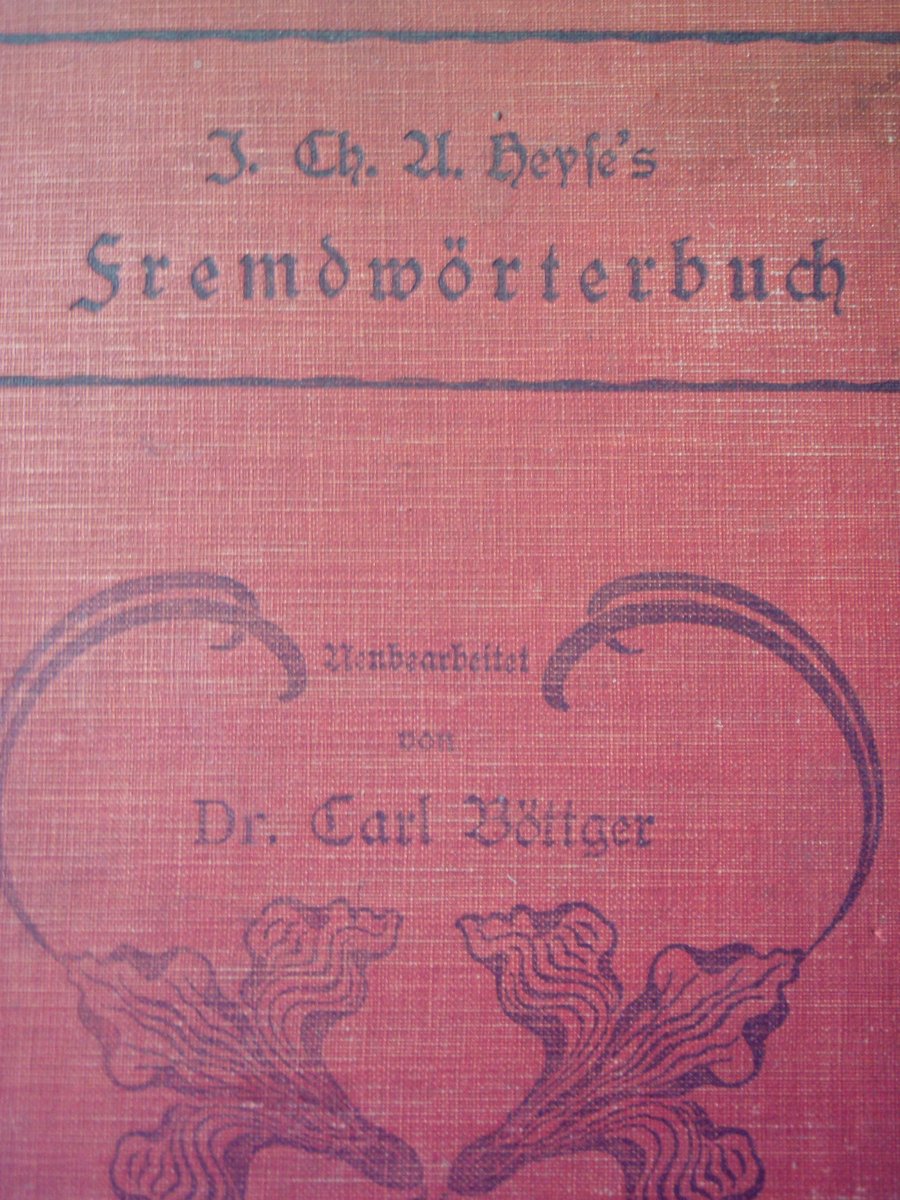 J. Ch. A. Heyſe's
Fremdwörterbuch
Neubearbeitet
von
Dr. Carl Böttger